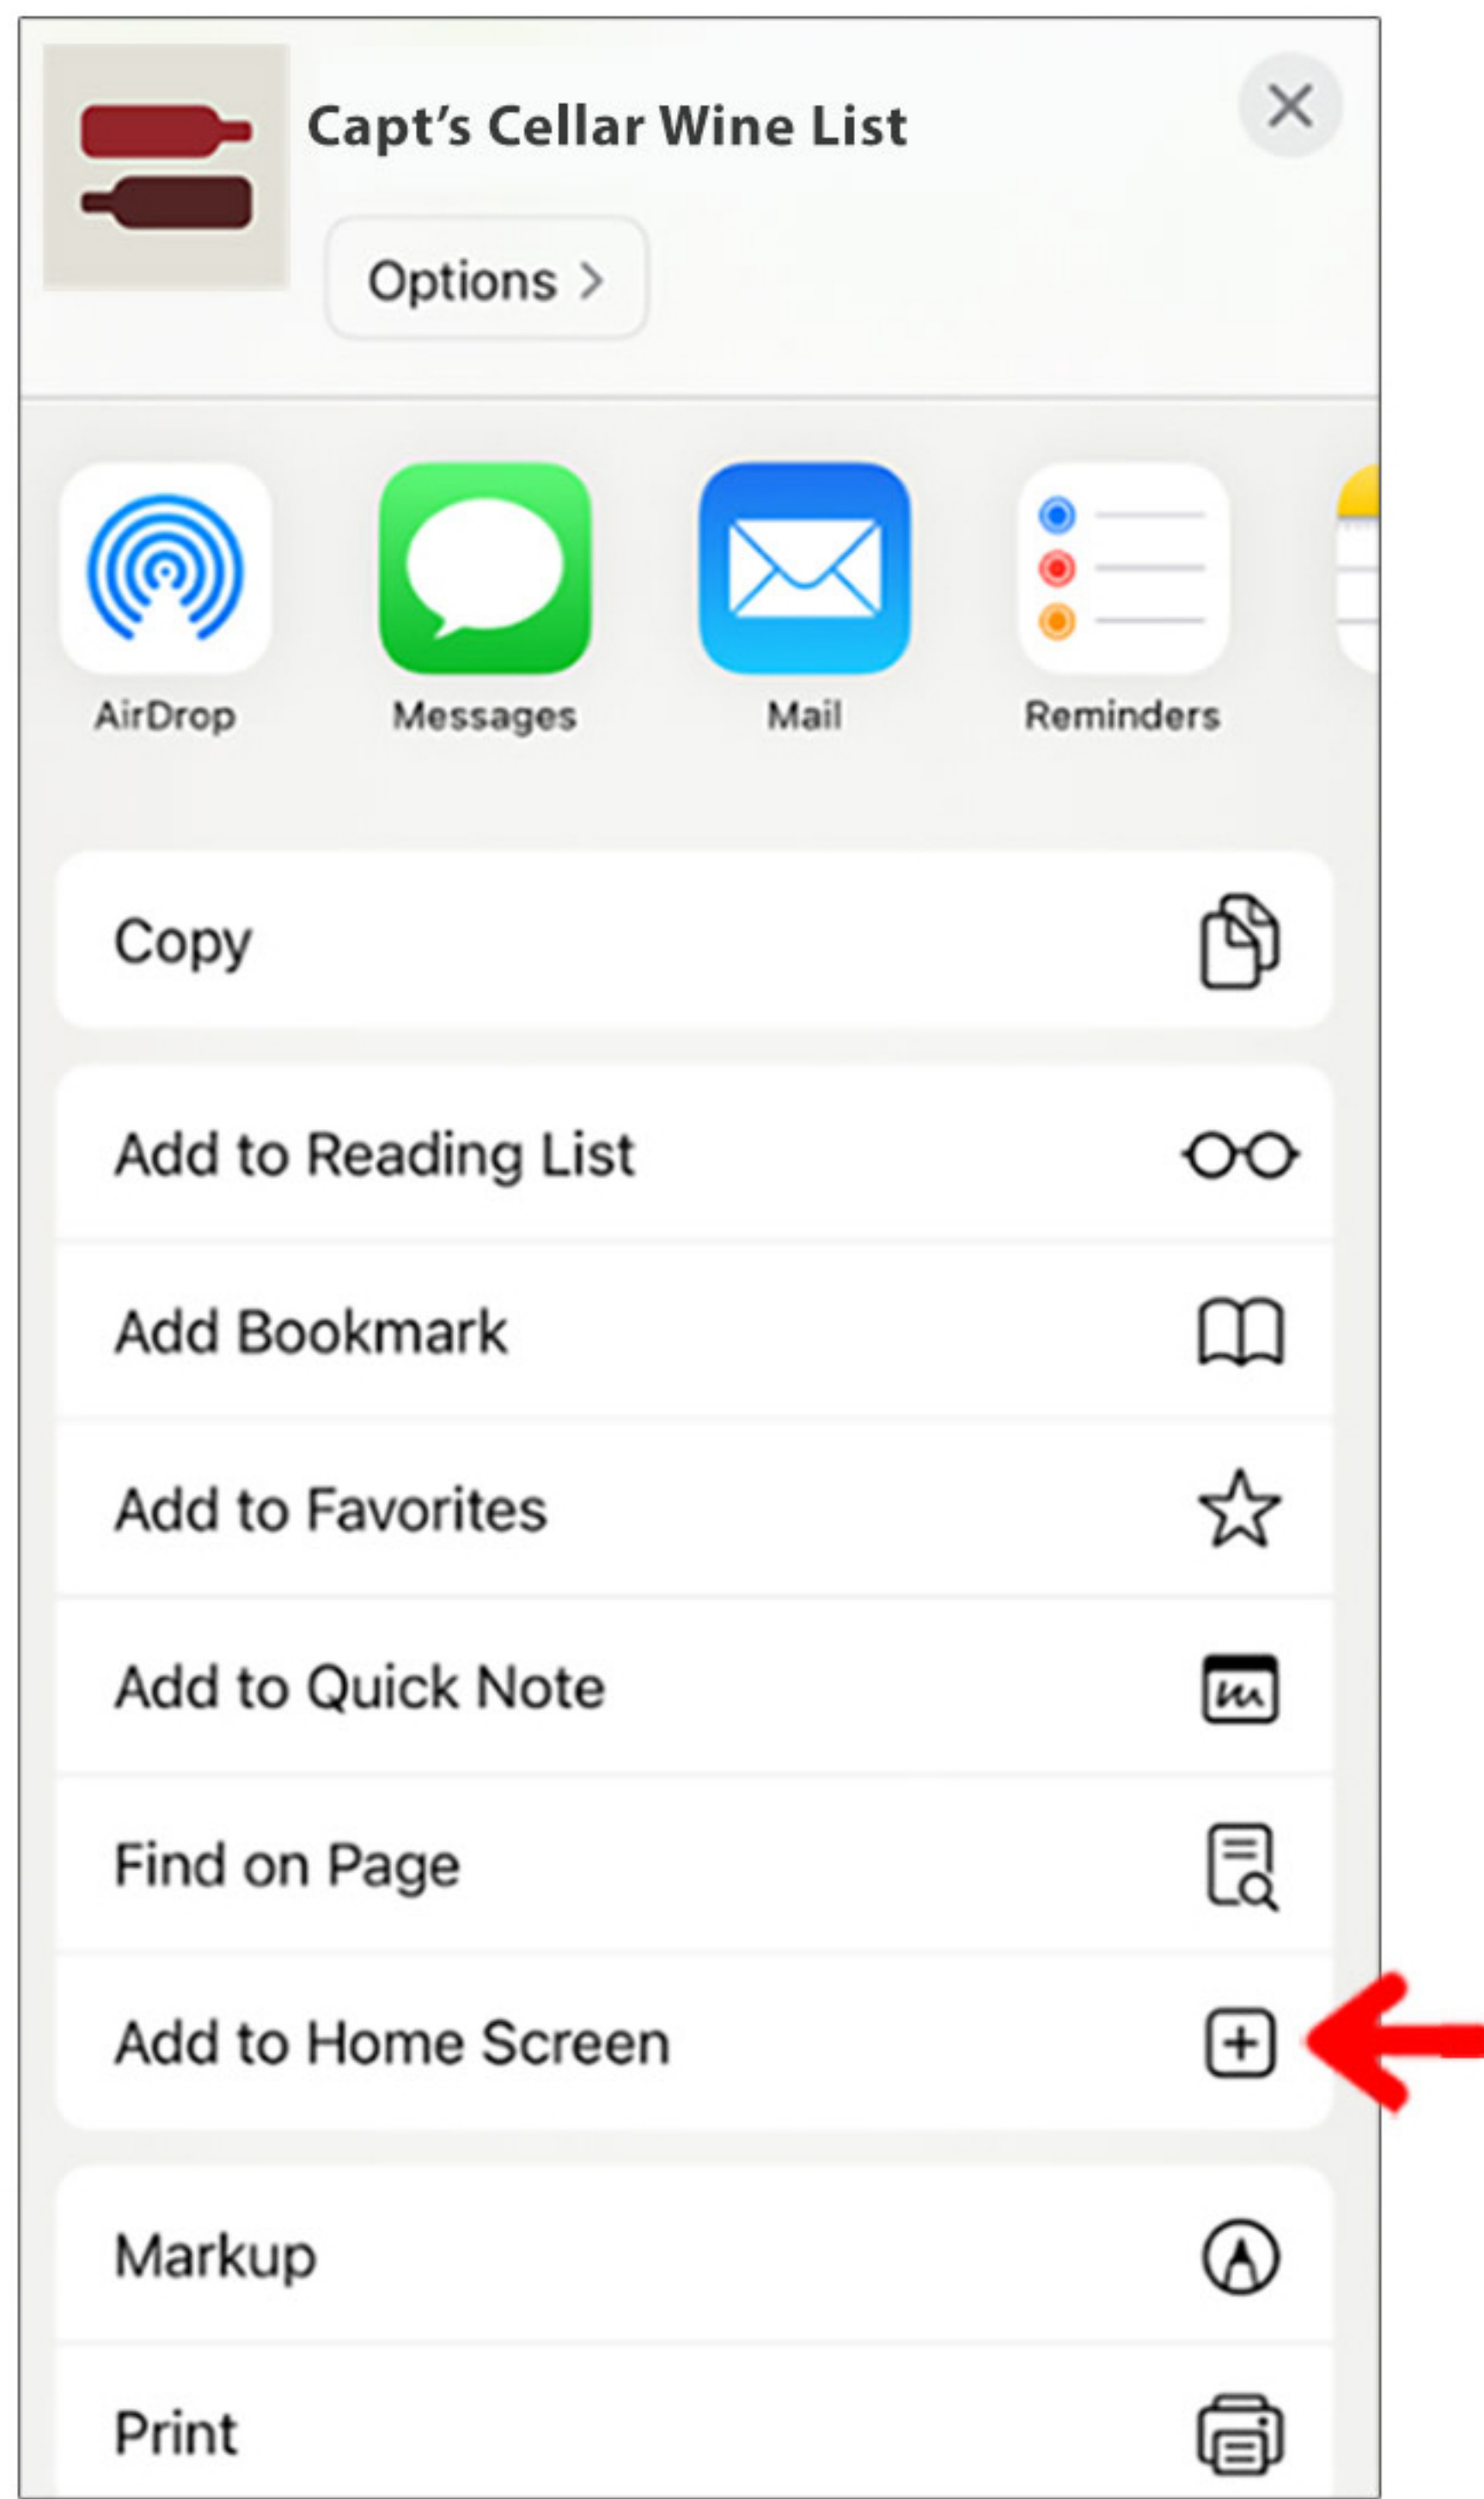 Capt’s Cellar Wine List
Options
AirDrop
Messages
Mail
Reminders
Copy
Add to Reading List
Add Bookmark
Add to Favorites
Add to Quick Note
Find on Page
Add to Home Screen
Markup
Print